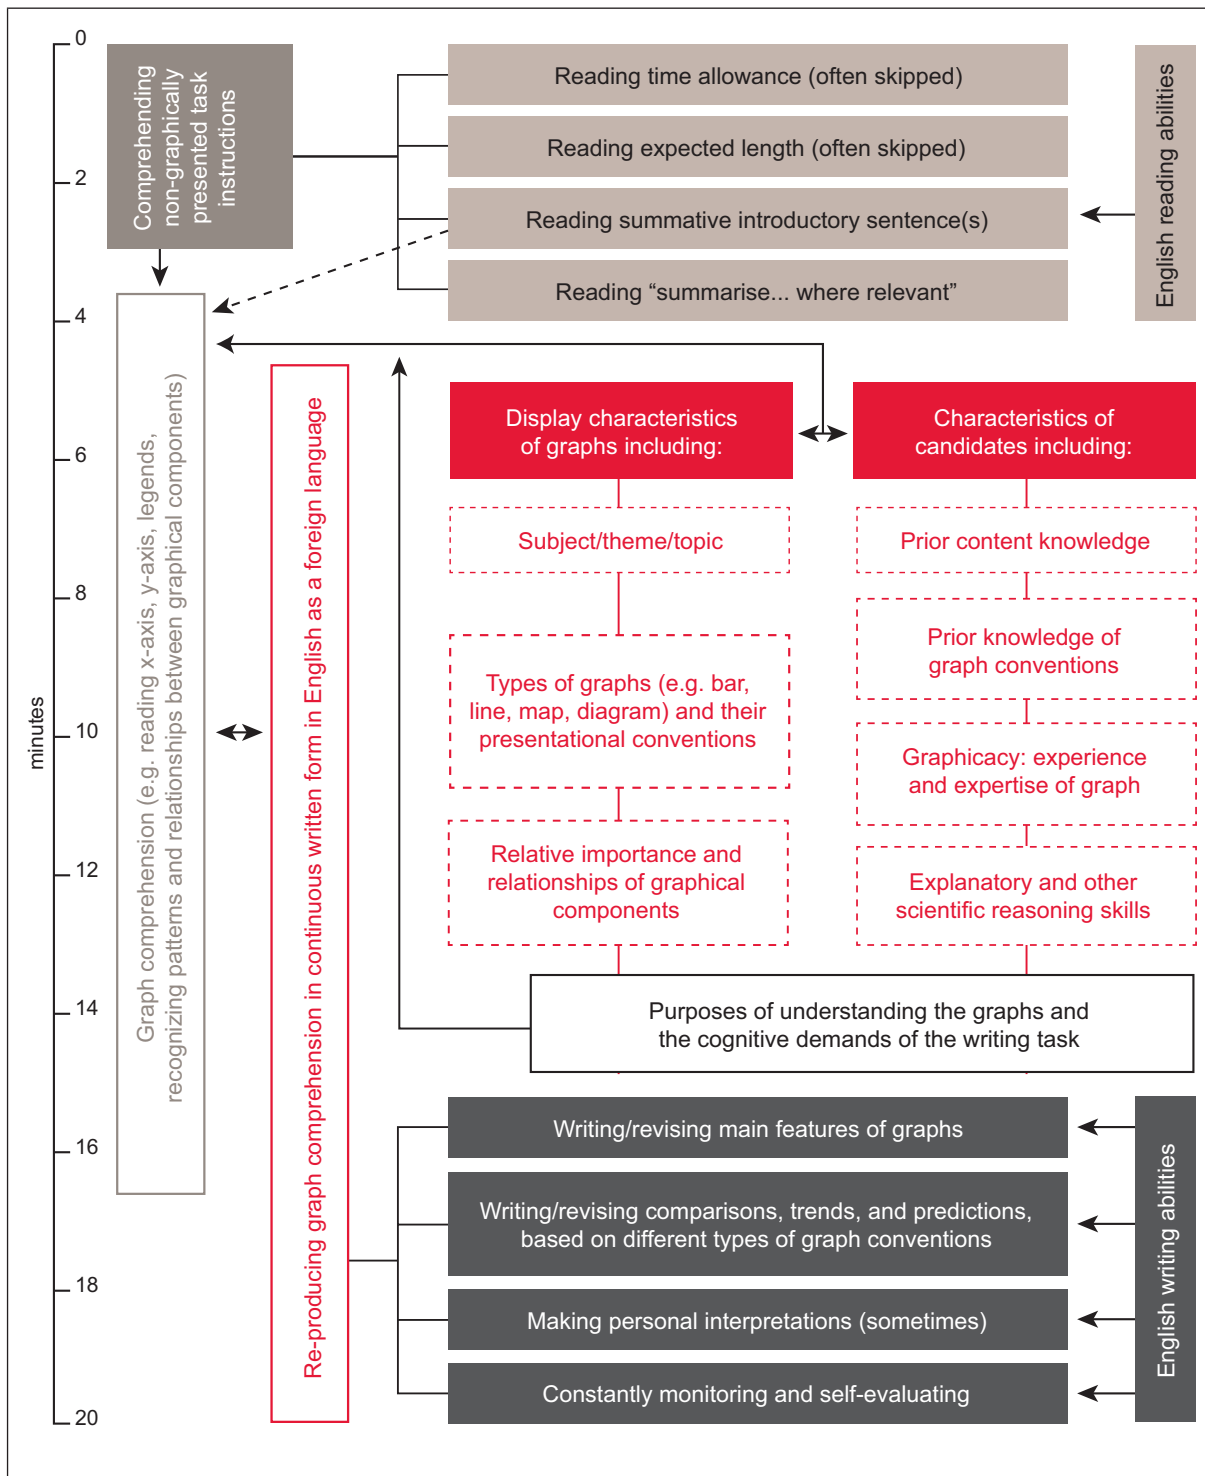 0
2
4
6
8
10
12
14
16
18
20
minutes
Comprehending
non-graphically
presented task
instructions
Reading time allowance (often skipped)
Reading expected length (often skipped)
Reading summative introductory sentence(s)
Reading “summarise... where relevant”
English reading abilities
Graph comprehension (e.g. reading x-axis, y-axis, legends,
recognizing patterns and relationships between graphical components)
Re-producing graph comprehension in continuous written form in English as a foreign language
Display characteristics
of graphs including:
Subject/theme/topic
Types of graphs (e.g. bar,
line, map, diagram) and their
presentational conventions
Relative importance and
relationships of graphical
components
Characteristics of
candidates including:
Prior content knowledge
Prior knowledge of
graph conventions
Graphicacy: experience
and expertise of graph
Explanatory and other
scientific reasoning skills
Purposes of understanding the graphs and
the cognitive demands of the writing task
Writing/revising main features of graphs
Writing/revising comparisons, trends, and predictions,
based on different types of graph conventions
Making personal interpretations (sometimes)
Constantly monitoring and self-evaluating
English writing abilities